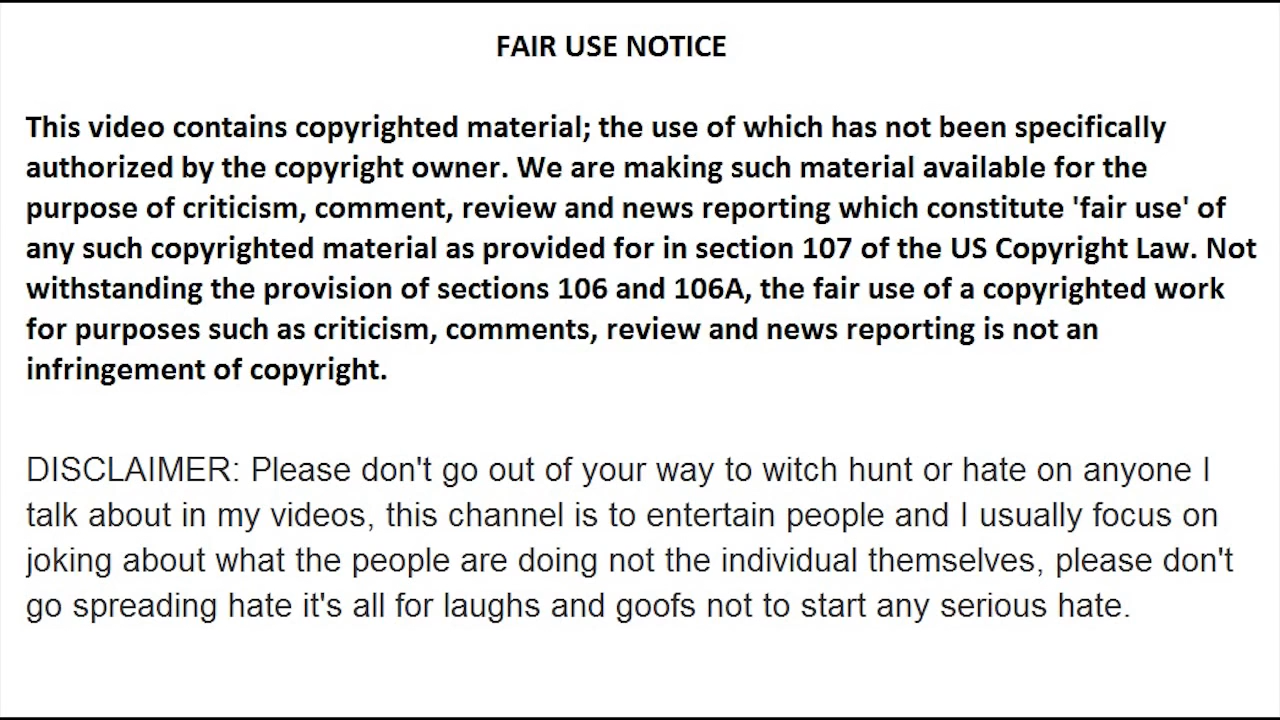 FAIR USE NOTICE
This video contains copyrighted material; the use of which has not been specifically
authorized by the copyright owner. We are making such material available for the
purpose of criticism, comment, review and news reporting which constitute 'fair use' of
any such copyrighted material as provided for in section 107 of the US Copyright Law. Not
withstanding the provision of sections 106 and 106A, the fair use of a copyrighted work
for purposes such as criticism, comments, review and news reporting is not an
infringement of copyright.
DISCLAIMER: Please don't go out of your way to witch hunt or hate on anyone I
talk about in my videos, this channel is to entertain people and I usually focus on
joking about what the people are doing not the individual themselves, please don't
go spreading hate it's all for laughs and goofs not to start any serious hate.